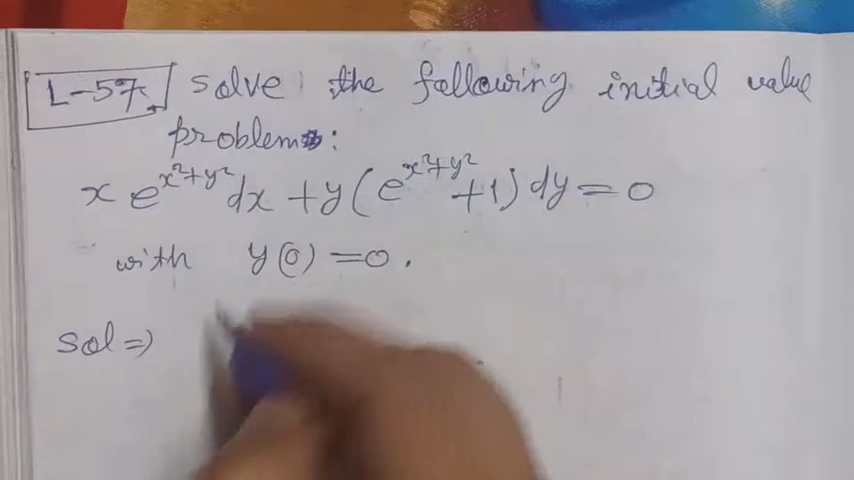 L-57. solve the following initial value
problem:
x e^{x²+y²} dx + y(e^{x²+y²} + 1) dy = 0
with y(0) = 0.
sol ⇒